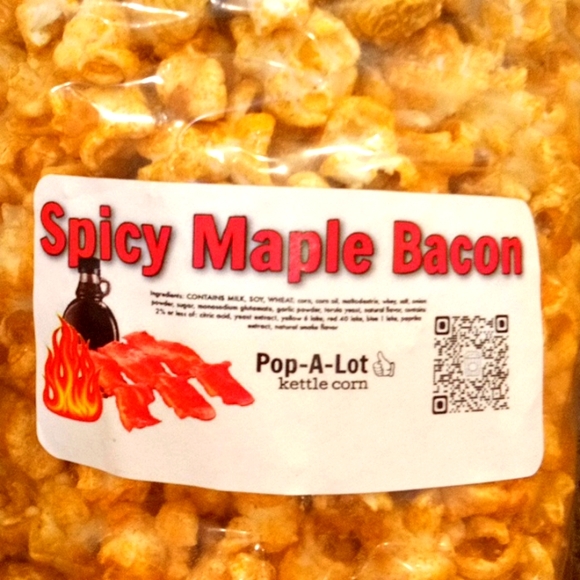 Spicy Maple Bacon
Ingredients: CONTAINS MILK, SOY, WHEAT, corn, corn oil, maltodextrin, whey, salt, onion
powder, sugar, monosodium glutamate, garlic powder, torula yeast, natural flavor, contains
2% or less of: citric acid, yeast extract, yellow 6 lake, red 40 lake, blue 1 lake, paprika
extract, natural smoke flavor
Pop-A-Lot
kettle corn